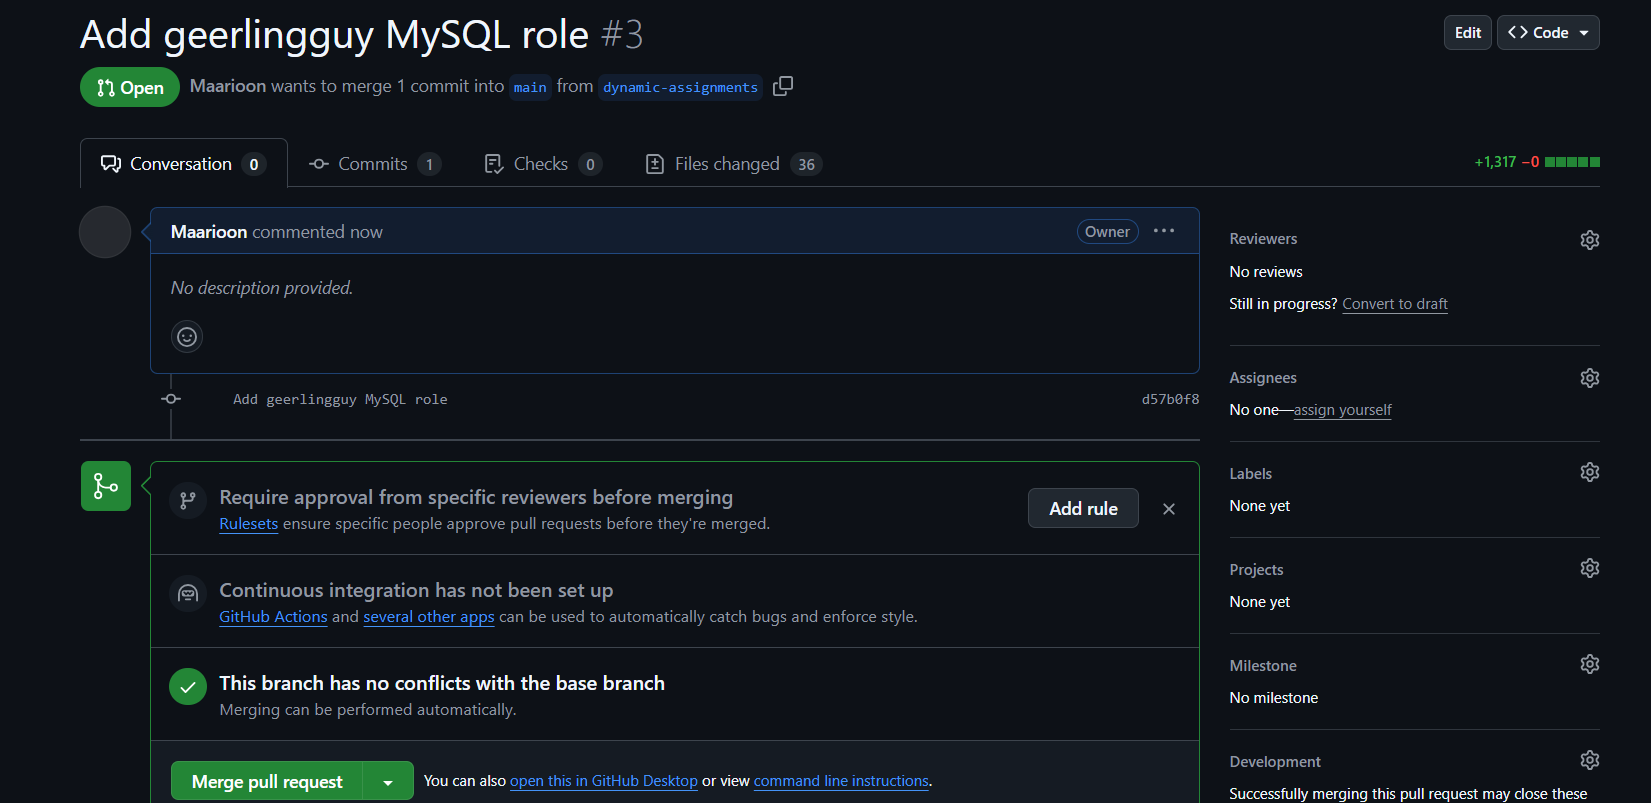 Add geerlingguy MySQL role #3
Edit
Code
Open
Maarioon wants to merge 1 commit into main from dynamic-assignments
Conversation 0
Commits 1
Checks 0
Files changed 36
+1,317 −0
Maarioon commented now
Owner
No description provided.
Add geerlingguy MySQL role
d57b0f8
Require approval from specific reviewers before merging
Rulesets ensure specific people approve pull requests before they're merged.
Add rule
Continuous integration has not been set up
GitHub Actions and several other apps can be used to automatically catch bugs and enforce style.
This branch has no conflicts with the base branch
Merging can be performed automatically.
Merge pull request
You can also open this in GitHub Desktop or view command line instructions.
Reviewers
No reviews
Still in progress? Convert to draft
Assignees
No one—assign yourself
Labels
None yet
Projects
None yet
Milestone
No milestone
Development
Successfully merging this pull request may close these